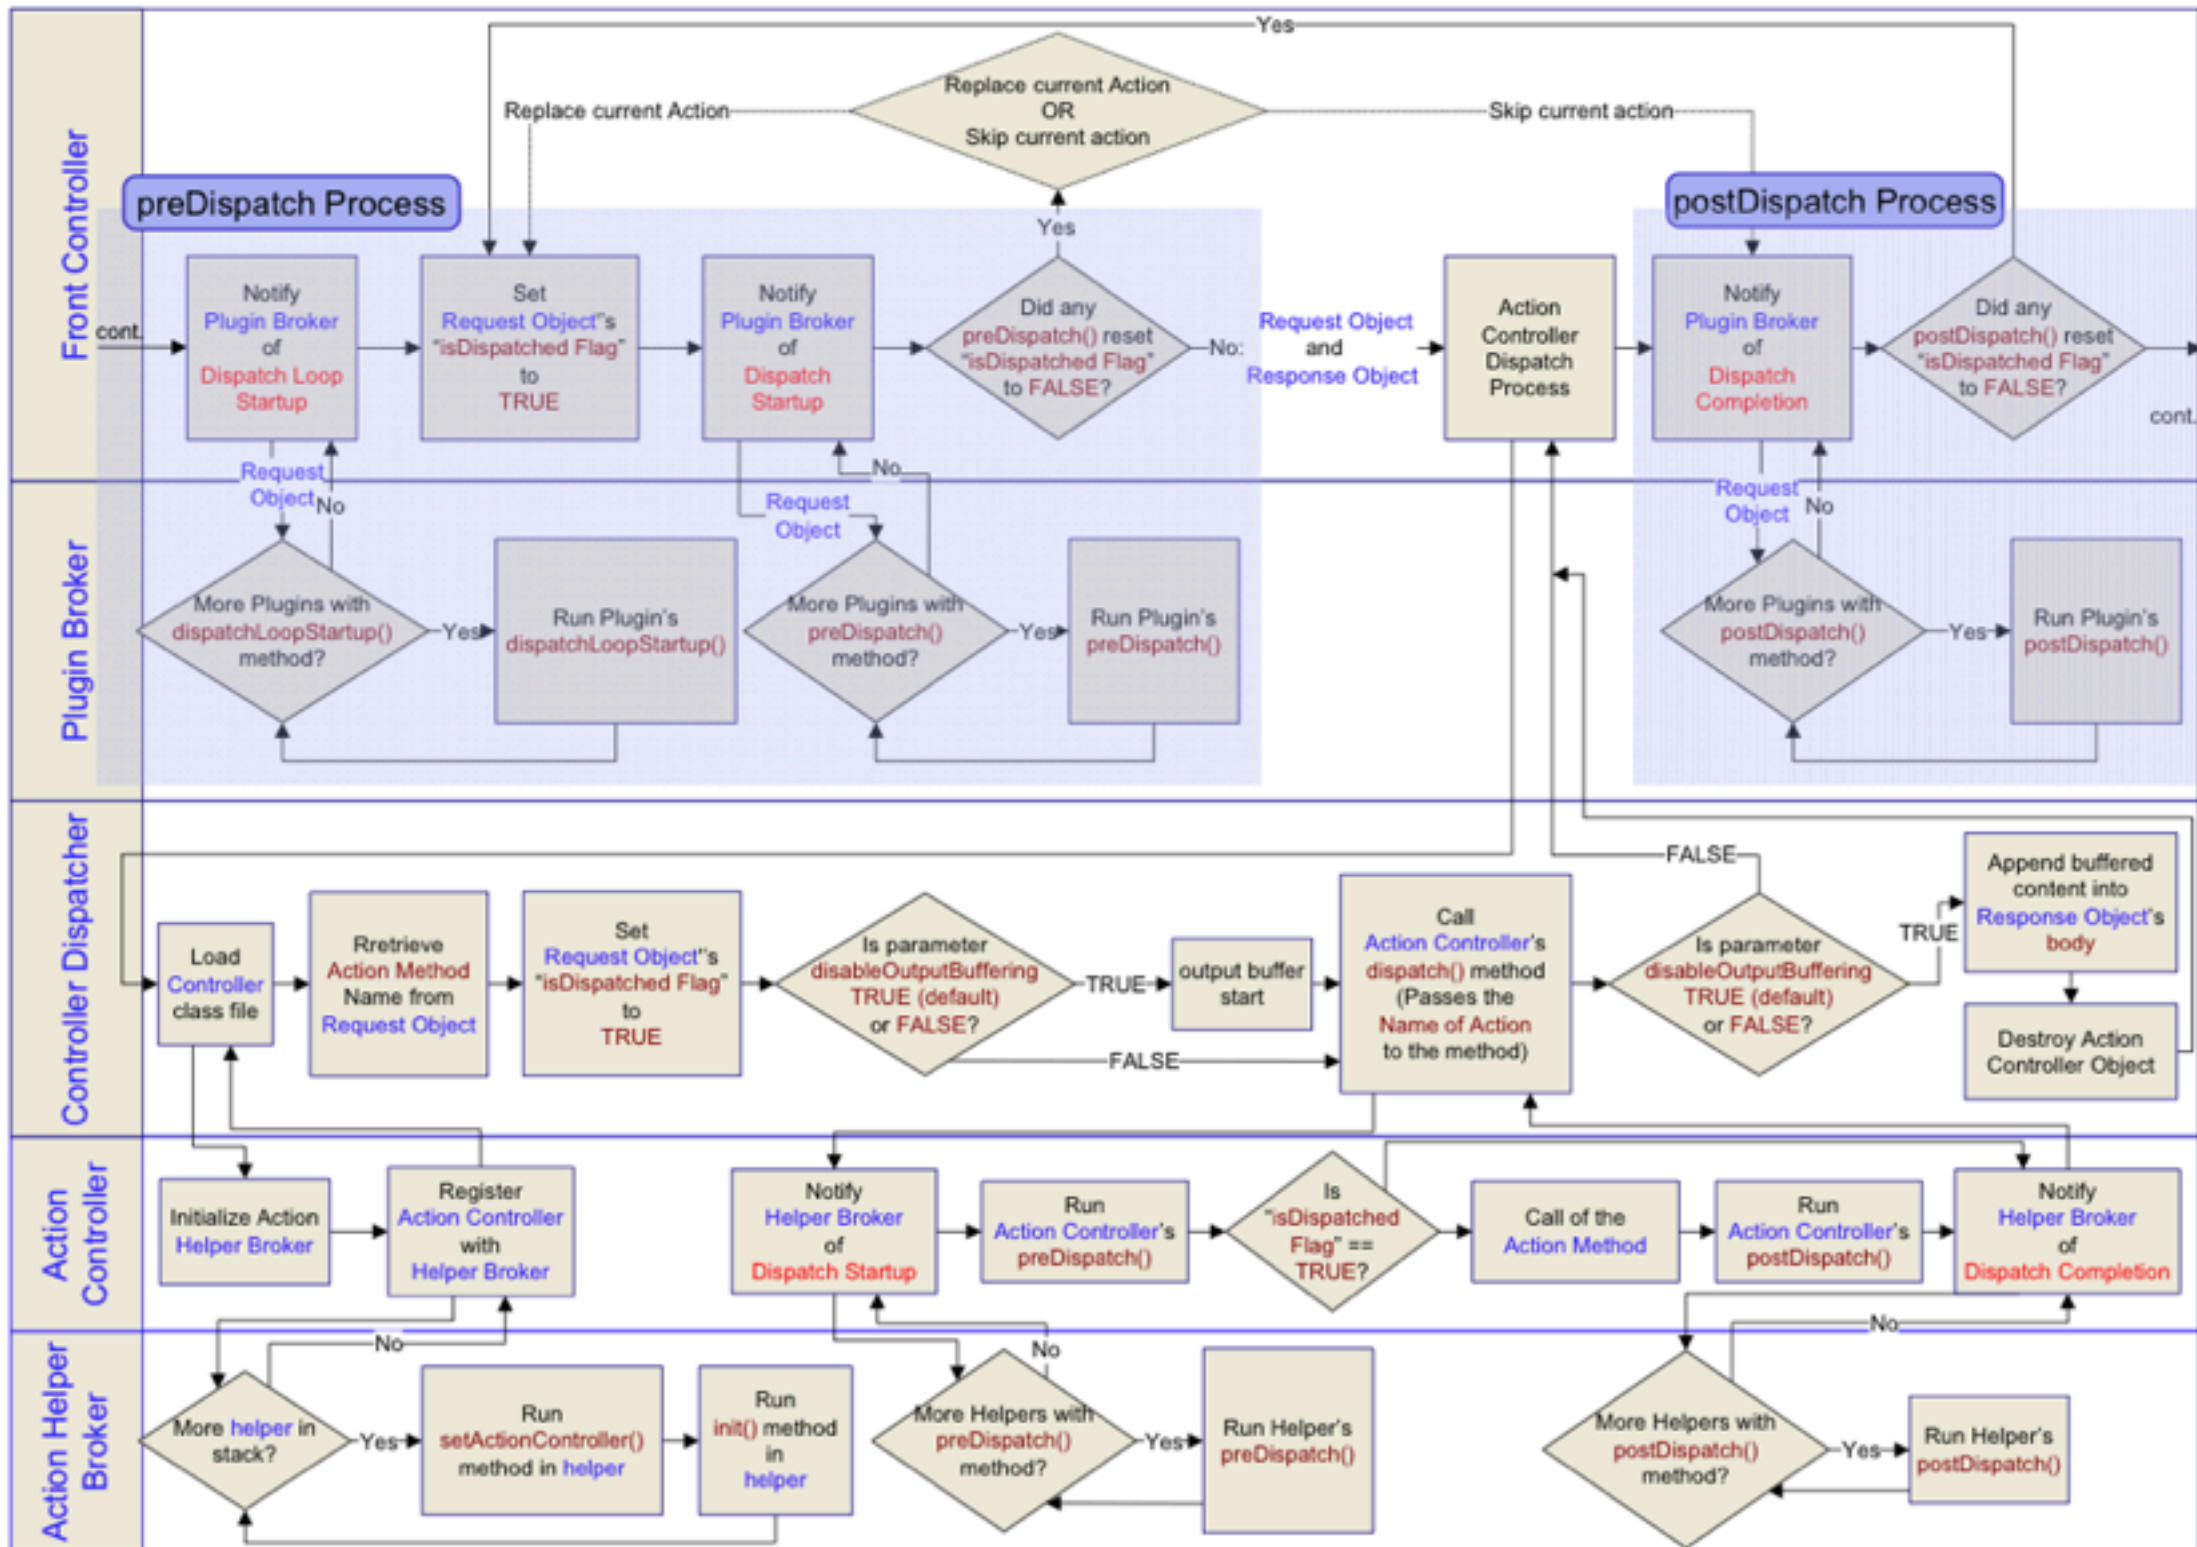 Front Controller
Yes
Replace current Action
OR
Skip current action
Replace current Action
Skip current action
preDispatch Process
postDispatch Process
Yes
cont.
Notify
Plugin Broker
of
Dispatch Loop
Startup
Set
Request Object"s
"isDispatched Flag"
to
TRUE
Notify
Plugin Broker
of
Dispatch
Startup
Did any
preDispatch() reset
"isDispatched Flag"
to FALSE?
No:
Request Object
and
Response Object
Action
Controller
Dispatch
Process
Notify
Plugin Broker
of
Dispatch
Completion
Did any
postDispatch() reset
"isDispatched Flag"
to FALSE?
cont.
Request
Object
No
Request
Object
No
Request
Object
No
Plugin Broker
More Plugins with
dispatchLoopStartup()
method?
Yes
Run Plugin's
dispatchLoopStartup()
More Plugins with
preDispatch()
method?
Yes
Run Plugin's
preDispatch()
More Plugins with
postDispatch()
method?
Yes
Run Plugin's
postDispatch()
Controller Dispatcher
Load
Controller
class file
Rretrieve
Action Method
Name from
Request Object
Set
Request Object"s
"isDispatched Flag"
to
TRUE
Is parameter
disableOutputBuffering
TRUE (default)
or FALSE?
TRUE
output buffer
start
FALSE
Call
Action Controller's
dispatch() method
(Passes the
Name of Action
to the method)
FALSE
Is parameter
disableOutputBuffering
TRUE (default)
or FALSE?
TRUE
Append buffered
content into
Response Object's
body
Destroy Action
Controller Object
Action
Controller
Initialize Action
Helper Broker
Register
Action Controller
with
Helper Broker
Notify
Helper Broker
of
Dispatch Startup
Run
Action Controller's
preDispatch()
Is
"isDispatched
Flag" ==
TRUE?
Call of the
Action Method
Run
Action Controller's
postDispatch()
Notify
Helper Broker
of
Dispatch Completion
Action Helper
Broker
No
More helper in
stack?
Yes
Run
setActionController()
method in helper
Run
init() method
in
helper
No
More Helpers with
preDispatch()
method?
Yes
Run Helper's
preDispatch()
No
More Helpers with
postDispatch()
method?
Yes
Run Helper's
postDispatch()